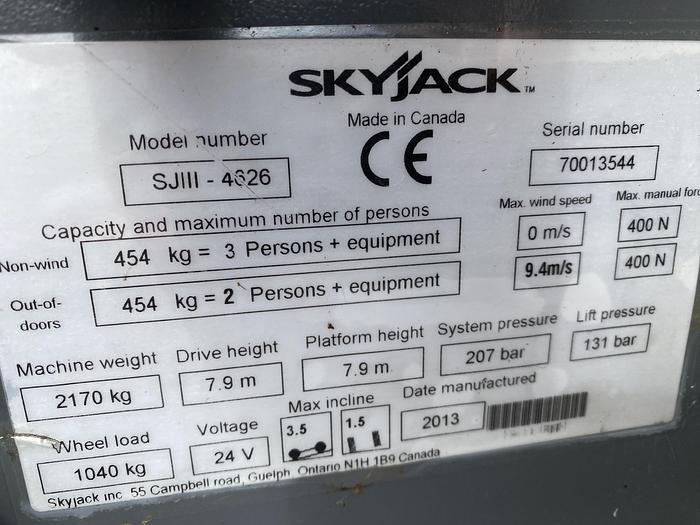 SKYJACK™
Made in Canada
Model number
Serial number
CE
SJIII - 4626
70013544
Capacity and maximum number of persons
Max. wind speed
Max. manual forc
Non-wind
454 kg = 3 Persons + equipment
0 m/s
400 N
Out-of-doors
454 kg = 2 Persons + equipment
9.4m/s
400 N
Machine weight
Drive height
Platform height
System pressure
Lift pressure
2170 kg
7.9 m
7.9 m
207 bar
131 bar
Wheel load
Voltage
Max incline
Date manufactured
1040 kg
24 V
3.5
1.5
2013
Skyjack inc 55 Campbell road, Guelph Ontario N1H 1B9 Canada